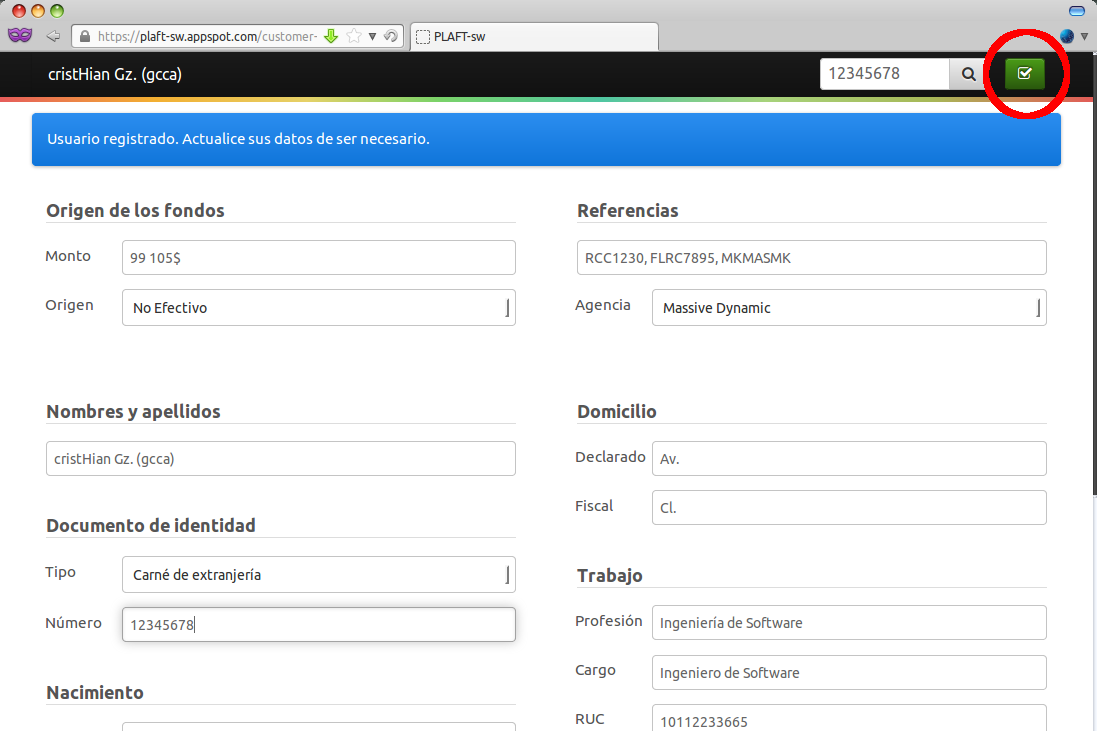 https://plaft-sw.appspot.com/customer-
PLAFT-sw
cristHian Gz. (gcca)
12345678
Usuario registrado. Actualice sus datos de ser necesario.
Origen de los fondos
Monto
99 105$
Origen
No Efectivo
Referencias
RCC1230, FLRC7895, MKMASMK
Agencia
Massive Dynamic
Nombres y apellidos
cristHian Gz. (gcca)
Documento de identidad
Tipo
Carné de extranjería
Número
12345678
Nacimiento
Domicilio
Declarado
Av.
Fiscal
Cl.
Trabajo
Profesión
Ingeniería de Software
Cargo
Ingeniero de Software
RUC
10112233665